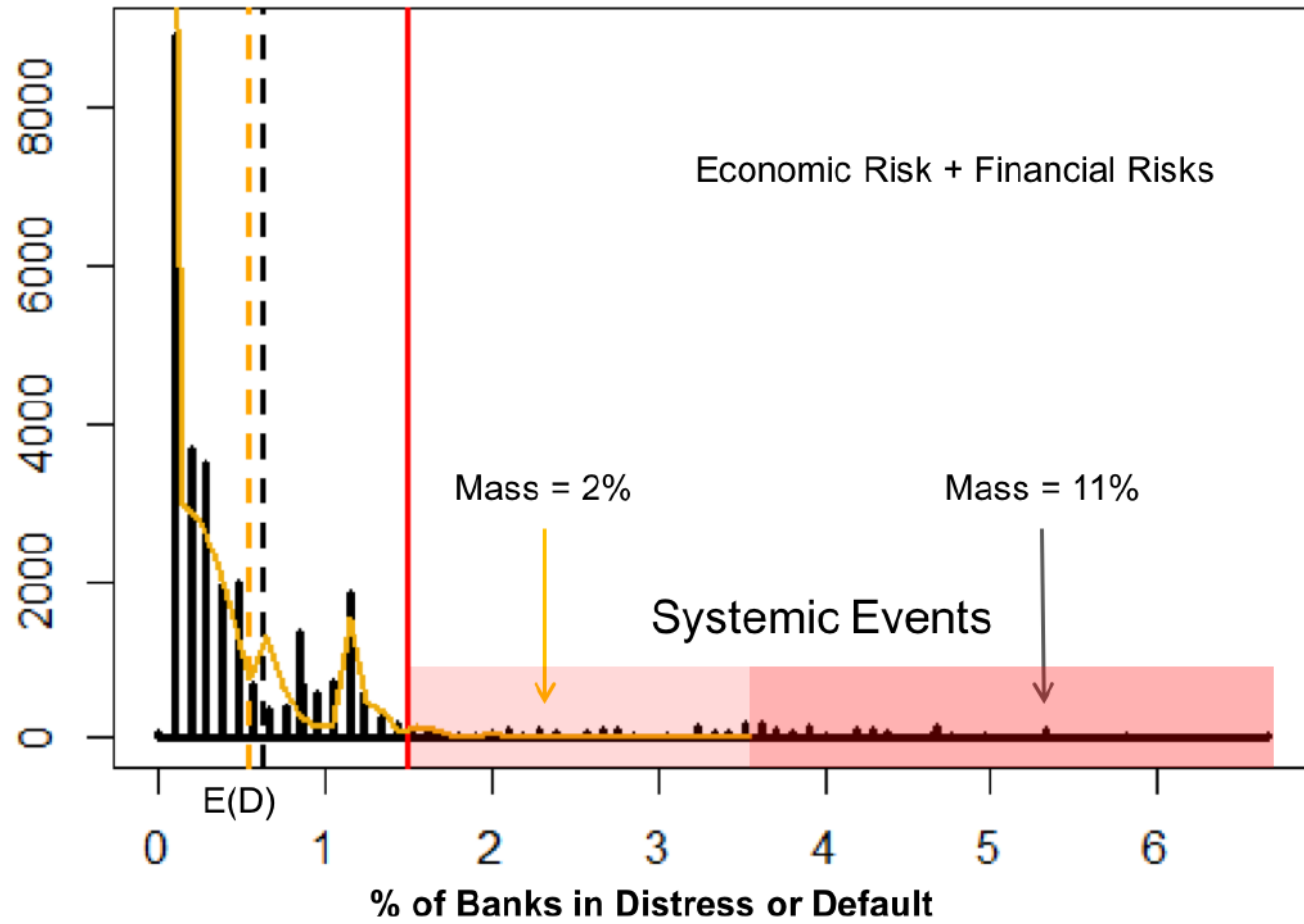 8000
6000
4000
2000
0
Economic Risk + Financial Risks
Mass = 2%
Mass = 11%
Systemic Events
E(D)
0 1 2 3 4 5 6
% of Banks in Distress or Default